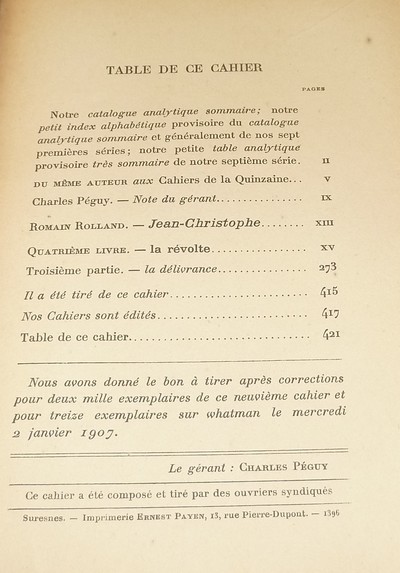 TABLE DE CE CAHIER
PAGES
Notre catalogue analytique sommaire; notre
petit index alphabétique provisoire du catalogue
analytique sommaire et généralement de nos sept
premières séries; notre petite table analytique
provisoire très sommaire de notre septième série. II
DU MÊME AUTEUR aux Cahiers de la Quinzaine... V
Charles Péguy. — Note du gérant................ IX
ROMAIN ROLLAND. — Jean-Christophe........ XIII
QUATRIÈME LIVRE. — la révolte................. XV
Troisième partie. — la délivrance............... 273
Il a été tiré de ce cahier........................ 415
Nos Cahiers sont édités.......................... 417
Table de ce cahier............................... 421
Nous avons donné le bon à tirer après corrections
pour deux mille exemplaires de ce neuvième cahier et
pour treize exemplaires sur whatman le mercredi
2 janvier 1907.
Le gérant : CHARLES PÉGUY
Ce cahier a été composé et tiré par des ouvriers syndiqués
Suresnes. — Imprimerie ERNEST PAYEN, 13, rue Pierre-Dupont. — 1396